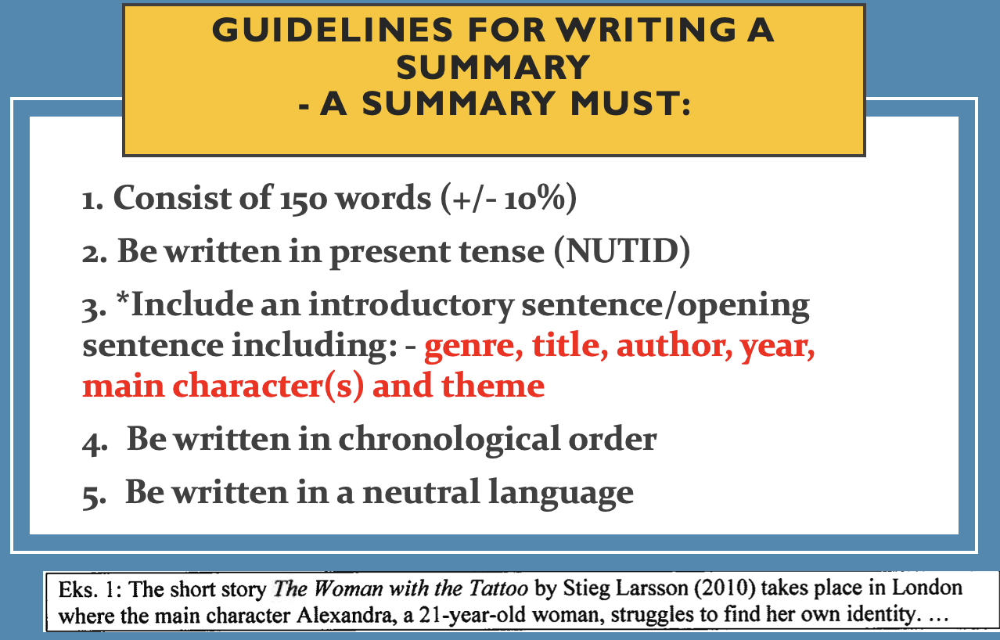 GUIDELINES FOR WRITING A
SUMMARY
- A SUMMARY MUST:
1. Consist of 150 words (+/- 10%)
2. Be written in present tense (NUTID)
3. *Include an introductory sentence/opening
sentence including: - genre, title, author, year,
main character(s) and theme
4. Be written in chronological order
5. Be written in a neutral language
Eks. 1: The short story The Woman with the Tattoo by Stieg Larsson (2010) takes place in London
where the main character Alexandra, a 21-year-old woman, struggles to find her own identity. ...